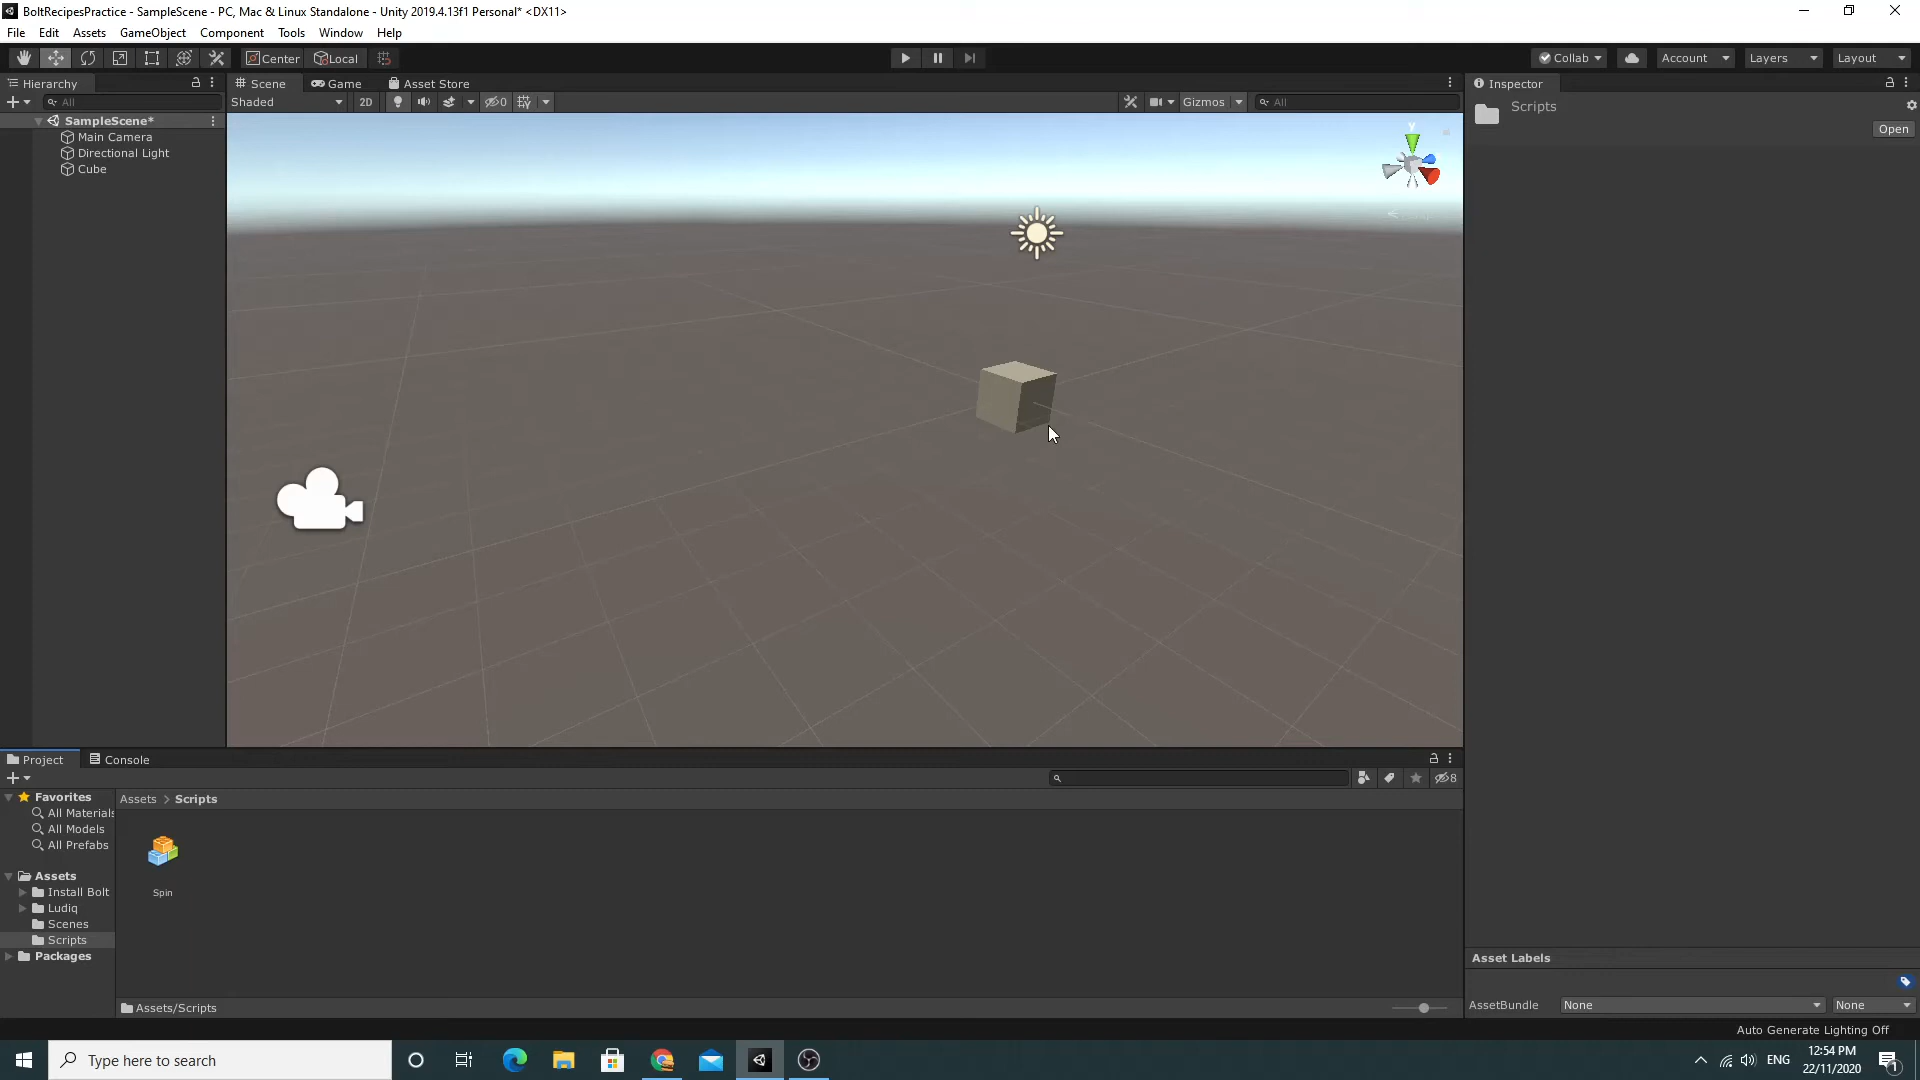 BoltRecipesPractice - SampleScene - PC, Mac & Linux Standalone - Unity 2019.4.13f1 Personal* <DX11>
File Edit Assets GameObject Component Tools Window Help
Center Local Collab Account Layers Layout
Hierarchy Scene Game Asset Store Inspector
All Shaded 2D 0 Gizmos All
Scripts
Open
SampleScene*
Main Camera
Directional Light
Cube
y
Project Console
8
Favorites
All Materials
All Models
All Prefabs
Assets
Install Bolt
Ludiq
Scenes
Scripts
Packages
Assets > Scripts
Spin
Assets/Scripts
Asset Labels
AssetBundle None None
Auto Generate Lighting Off
Type here to search
ENG
12:54 PM
22/11/2020
1